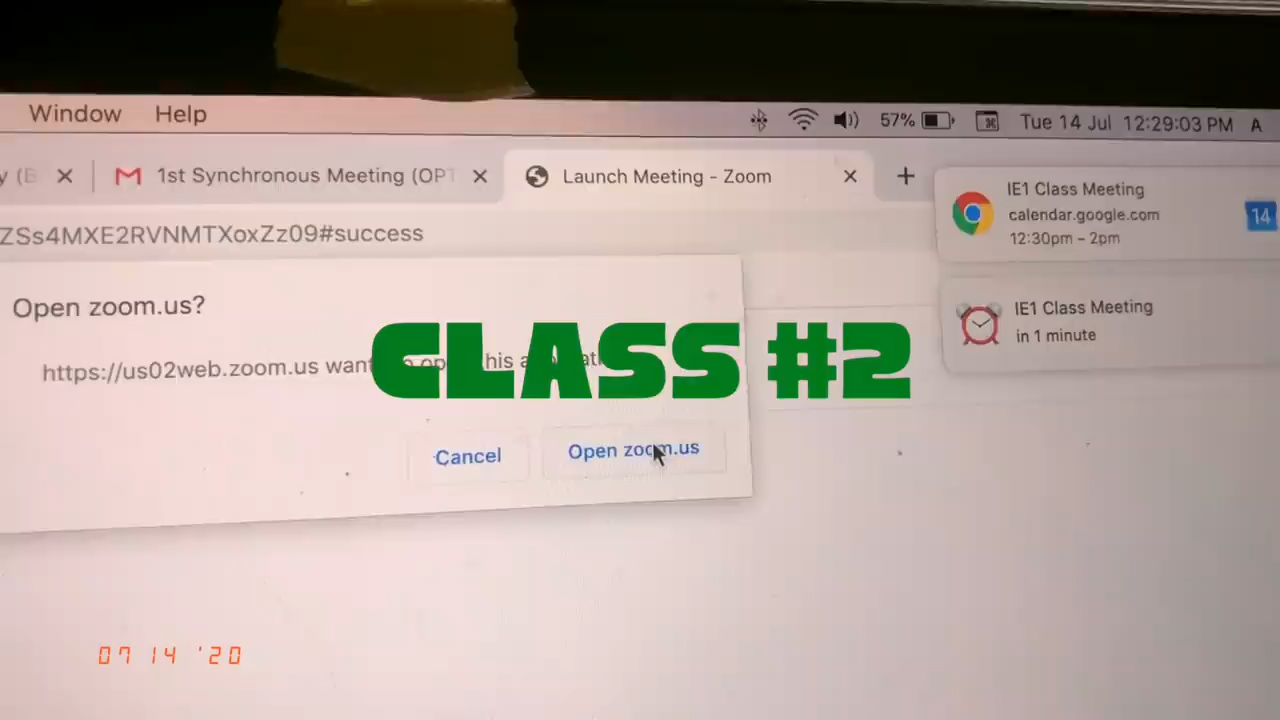 Window Help
57% Tue 14 Jul 12:29:03 PM A
1st Synchronous Meeting (OPT
Launch Meeting - Zoom
IE1 Class Meeting
calendar.google.com
12:30pm – 2pm
14
ZSs4MXE2RVNMTXoxZz09#success
Open zoom.us?
IE1 Class Meeting
in 1 minute
https://us02web.zoom.us
CLASS #2
Cancel
Open zoom.us
07 14 '20